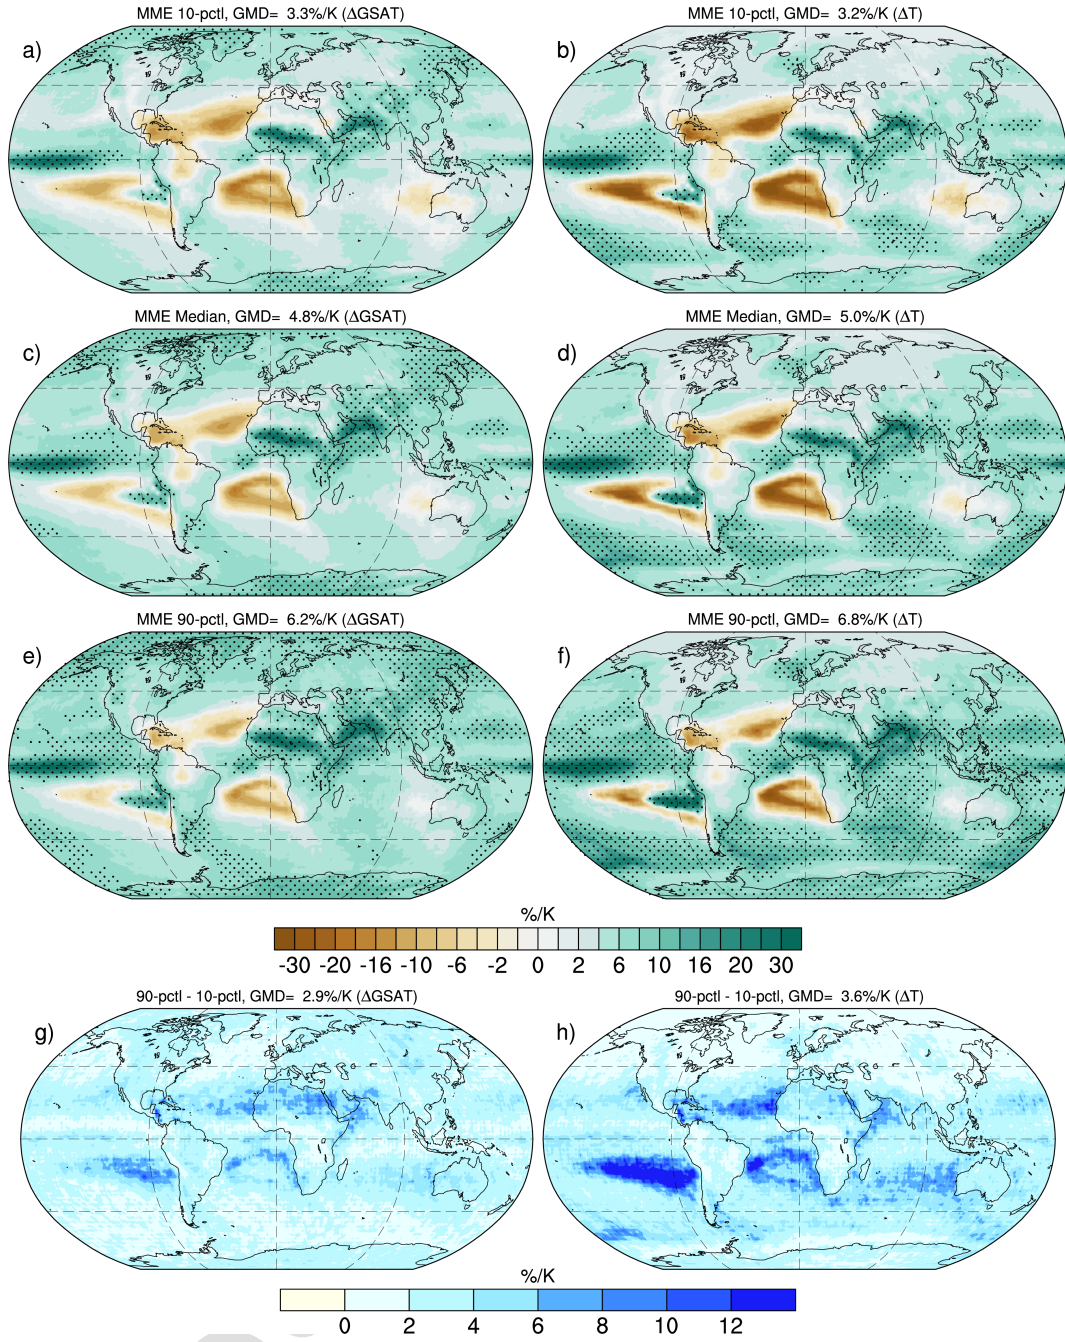 MME 10-pctl, GMD= 3.3%/K (ΔGSAT)
MME 10-pctl, GMD= 3.2%/K (ΔT)
a)
b)
MME Median, GMD= 4.8%/K (ΔGSAT)
MME Median, GMD= 5.0%/K (ΔT)
c)
d)
MME 90-pctl, GMD= 6.2%/K (ΔGSAT)
MME 90-pctl, GMD= 6.8%/K (ΔT)
e)
f)
%/K
-30 -20 -16 -10 -6 -2 0 2 6 10 16 20 30
90-pctl - 10-pctl, GMD= 2.9%/K (ΔGSAT)
90-pctl - 10-pctl, GMD= 3.6%/K (ΔT)
g)
h)
%/K
0 2 4 6 8 10 12